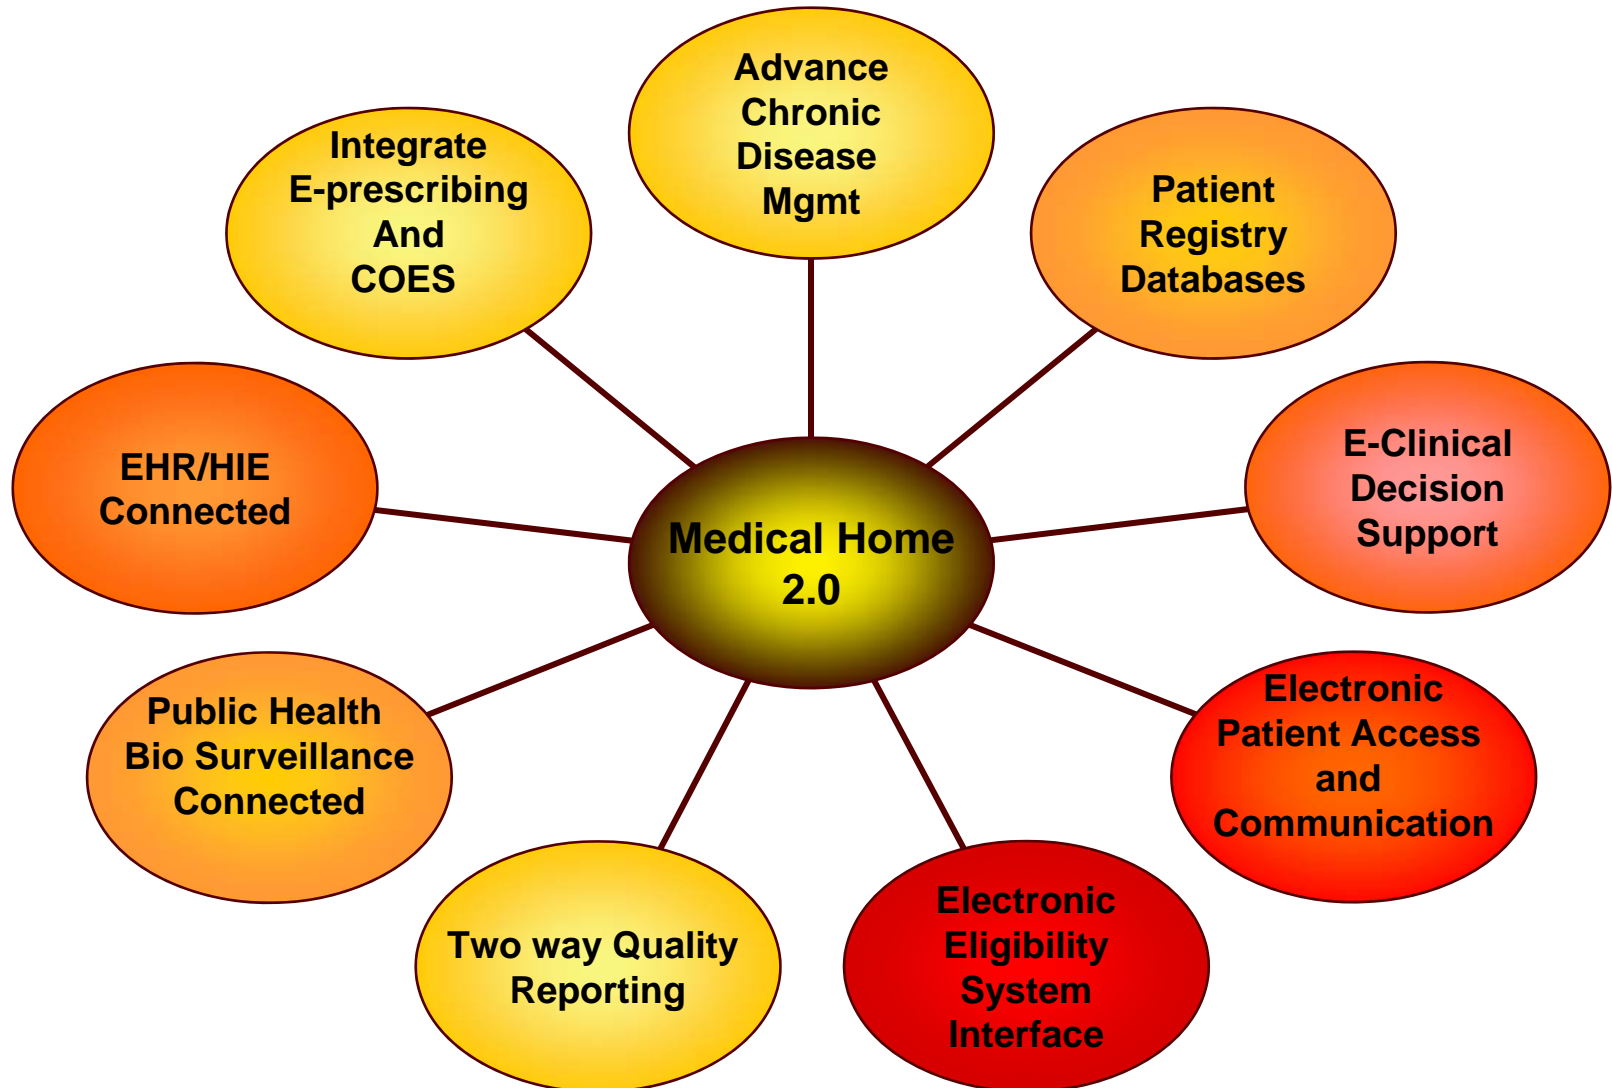 Advance
Chronic
Disease
Mgmt
Integrate
E-prescribing
And
COES
Patient
Registry
Databases
EHR/HIE
Connected
E-Clinical
Decision
Support
Medical Home
2.0
Public Health
Bio Surveillance
Connected
Electronic
Patient Access
and
Communication
Two way Quality
Reporting
Electronic
Eligibility
System
Interface